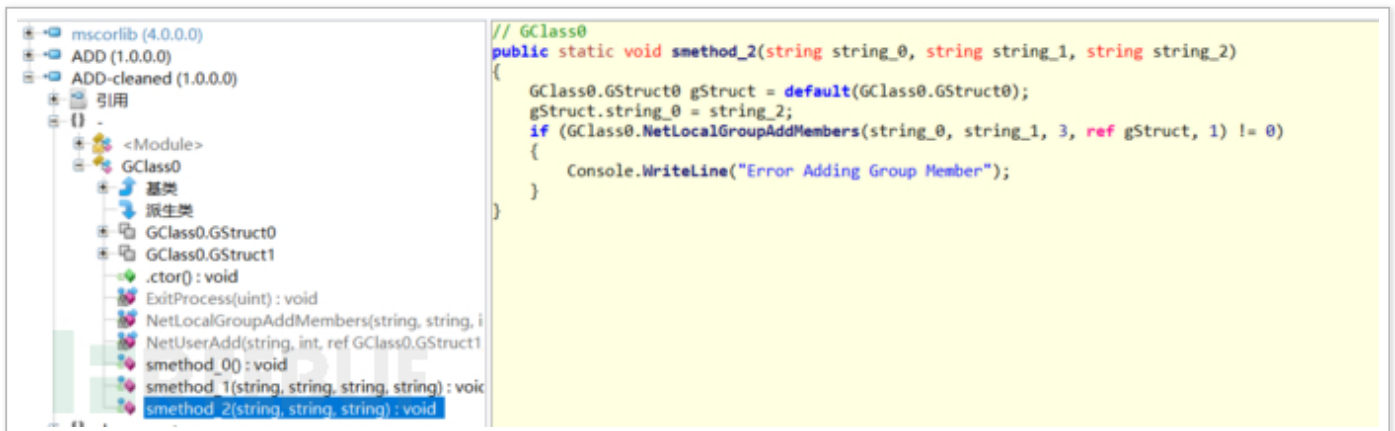 mscorlib (4.0.0.0)
ADD (1.0.0.0)
ADD-cleaned (1.0.0.0)
引用
{} -
<Module>
GClass0
基类
派生类
GClass0.GStruct0
GClass0.GStruct1
.ctor() : void
ExitProcess(uint) : void
NetLocalGroupAddMembers(string, string, i
NetUserAdd(string, int, ref GClass0.GStruct1
smethod_0() : void
smethod_1(string, string, string, string) : voic
smethod_2(string, string, string) : void
// GClass0
public static void smethod_2(string string_0, string string_1, string string_2)
{
GClass0.GStruct0 gStruct = default(GClass0.GStruct0);
gStruct.string_0 = string_2;
if (GClass0.NetLocalGroupAddMembers(string_0, string_1, 3, ref gStruct, 1) != 0)
{
Console.WriteLine("Error Adding Group Member");
}
}